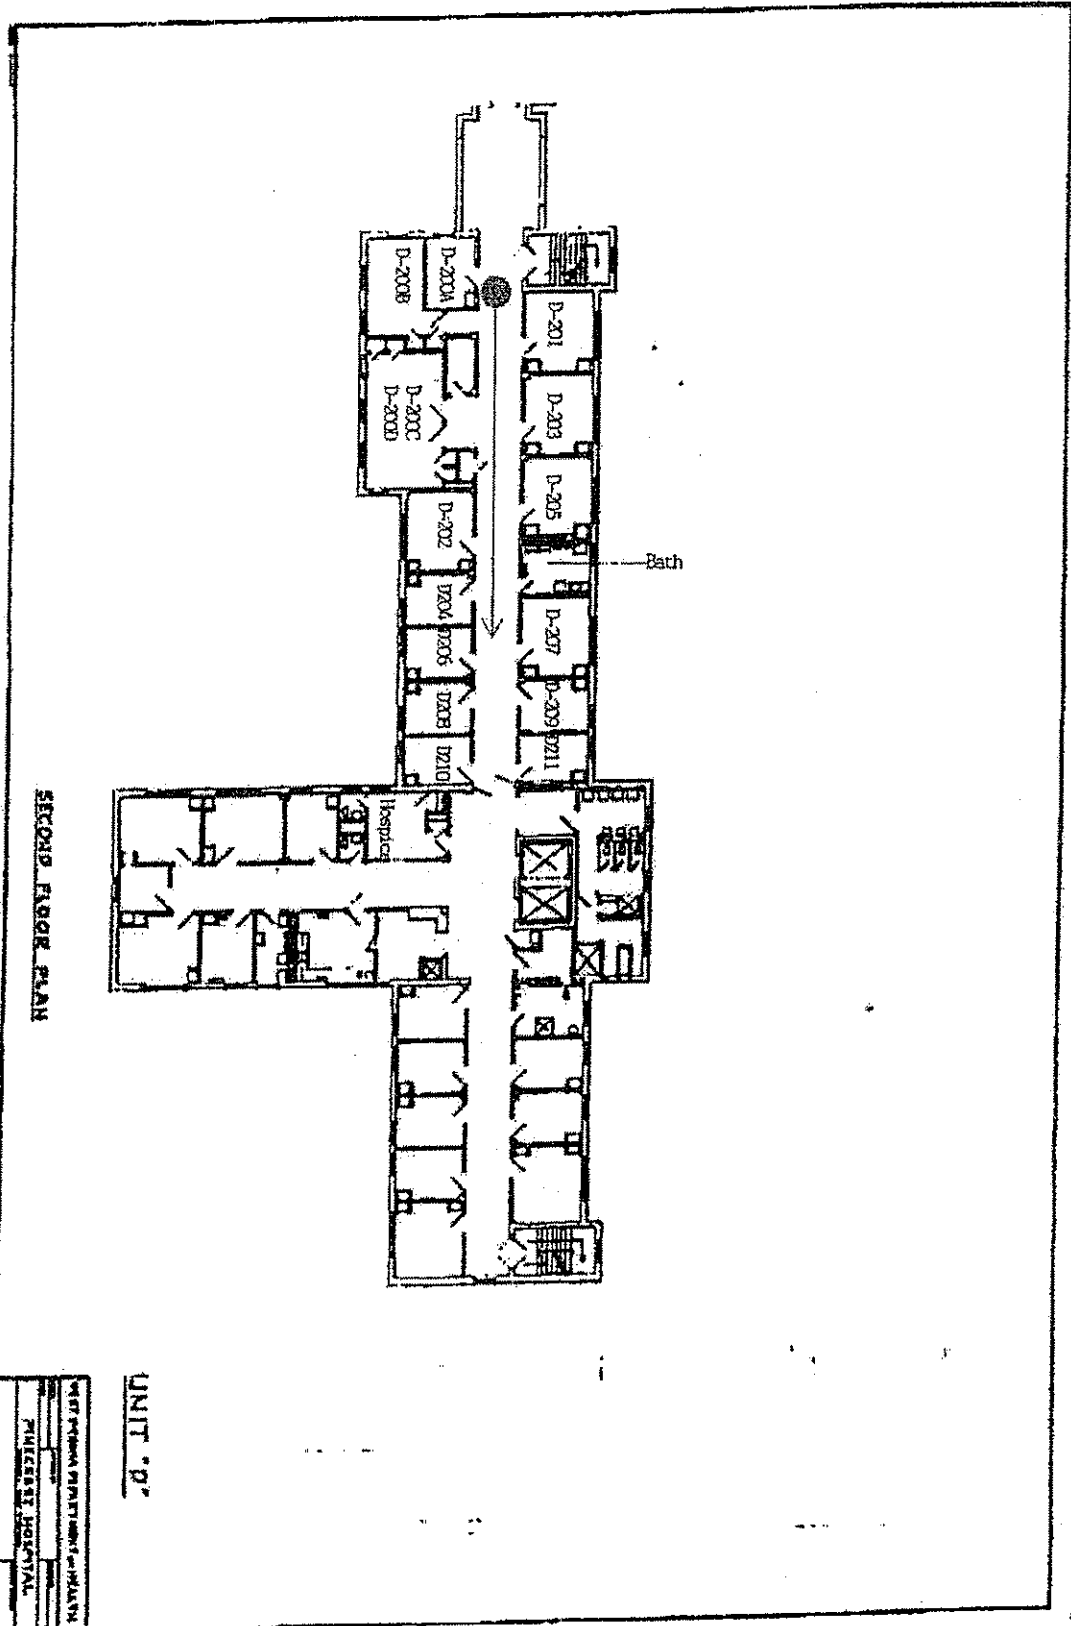 D-200A
D-200B
D-201
D-200C
D-200D
D-203
D-205
D-202
Bath
D204
D206
D-207
D208
D-209
D210
D211
Hospice
SECOND FLOOR PLAN
UNIT "D"
PINECREST HOSPITAL